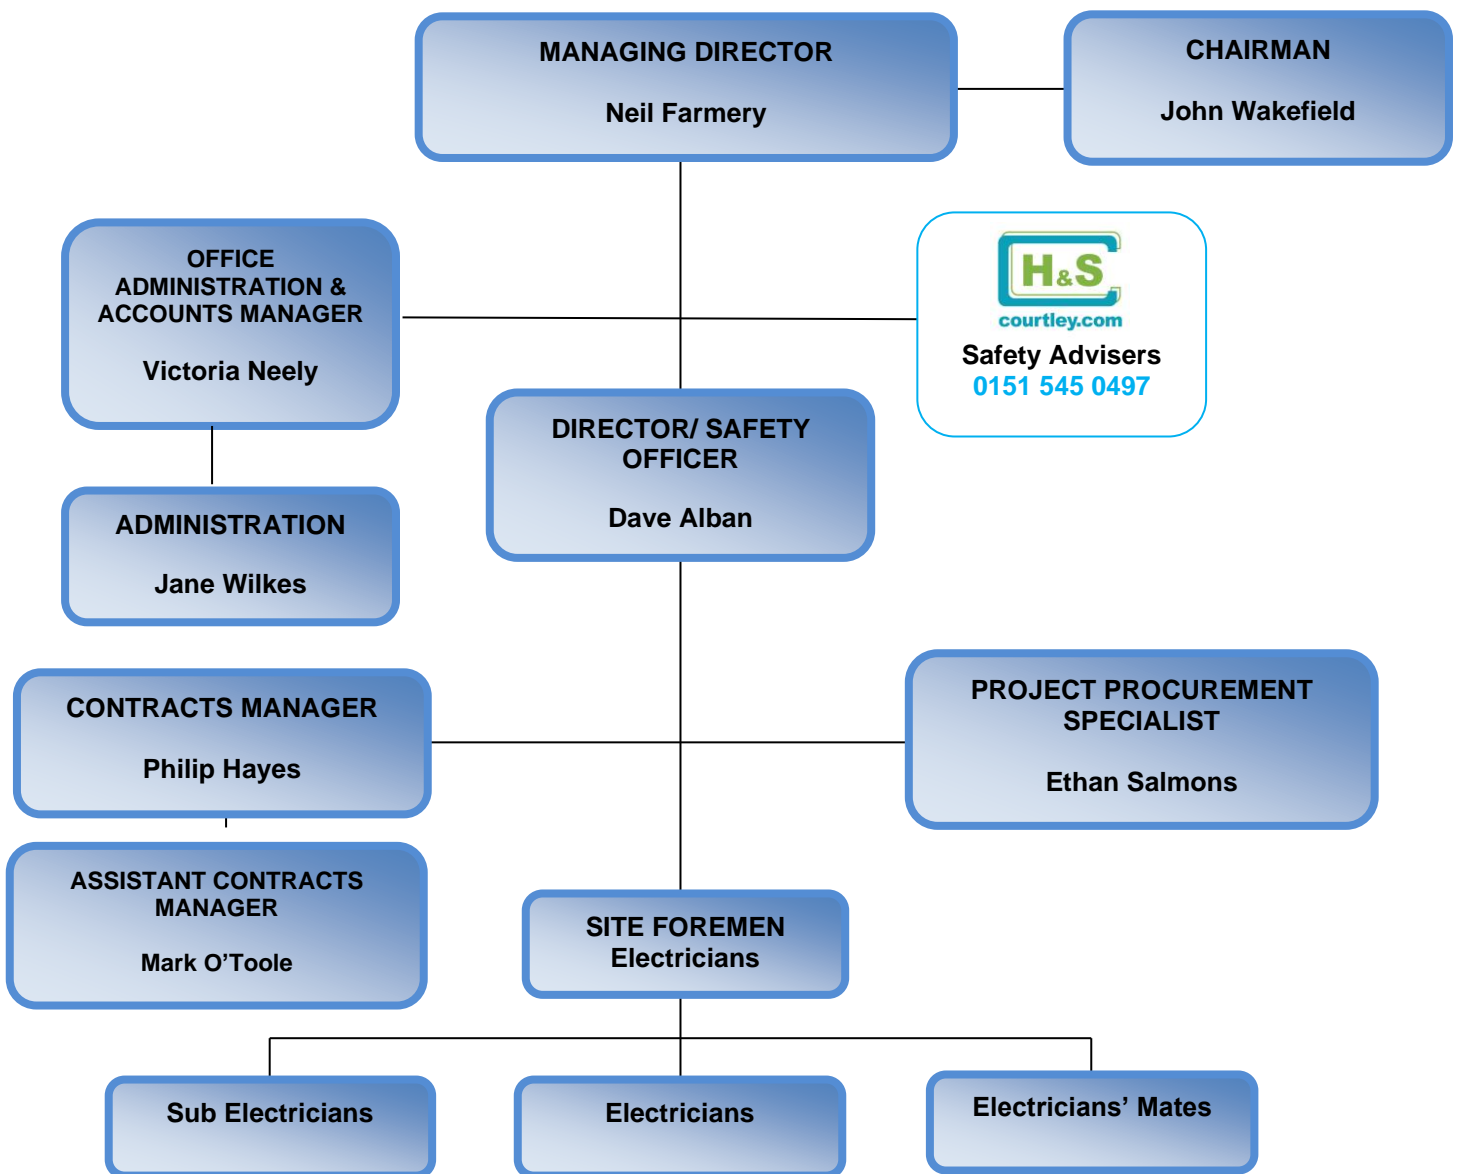 MANAGING DIRECTOR
Neil Farmery
CHAIRMAN
John Wakefield
OFFICE
ADMINISTRATION &
ACCOUNTS MANAGER
Victoria Neely
H&S
courtley.com
Safety Advisers
0151 545 0497
DIRECTOR/ SAFETY
OFFICER
Dave Alban
ADMINISTRATION
Jane Wilkes
CONTRACTS MANAGER
Philip Hayes
PROJECT PROCUREMENT
SPECIALIST
Ethan Salmons
ASSISTANT CONTRACTS
MANAGER
Mark O’Toole
SITE FOREMEN
Electricians
Sub Electricians
Electricians
Electricians’ Mates